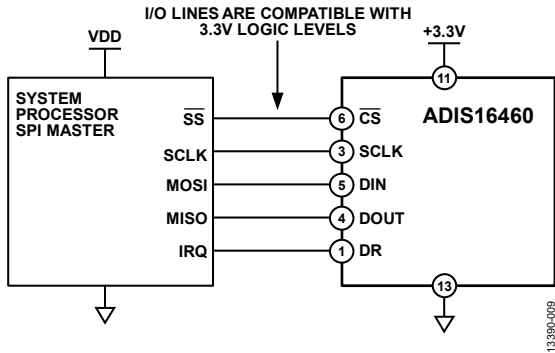 I/O LINES ARE COMPATIBLE WITH
3.3V LOGIC LEVELS
VDD
+3.3V
11
SYSTEM
PROCESSOR
SPI MASTER
ADIS16460
SS
6
CS
SCLK
3
SCLK
MOSI
5
DIN
MISO
4
DOUT
IRQ
1
DR
13
13390-009